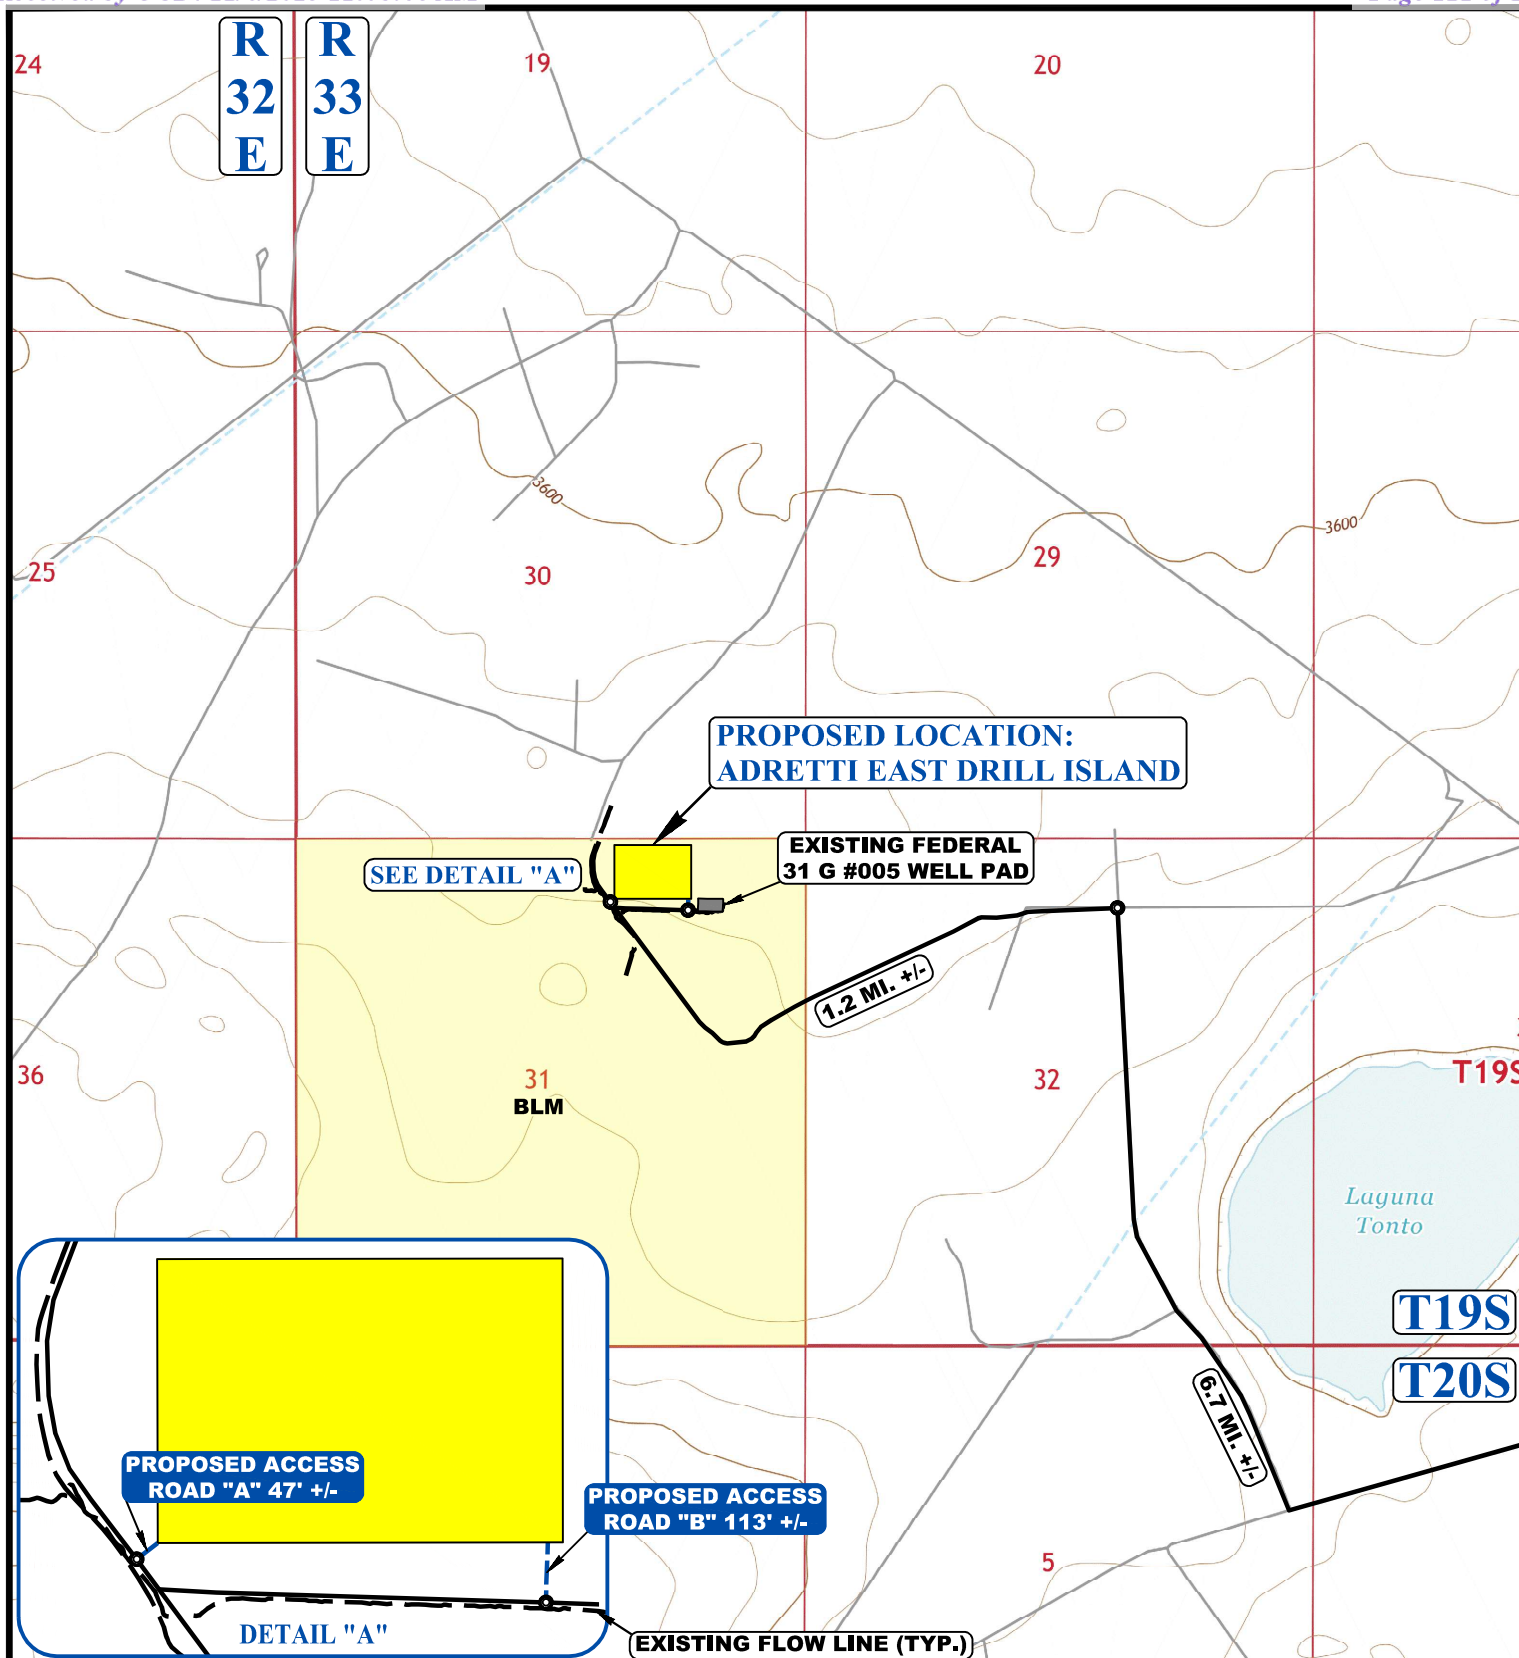 R
32
E
R
33
E
24
19
20
3600
3600
25
30
29
PROPOSED LOCATION:
ADRETTI EAST DRILL ISLAND
EXISTING FEDERAL
31 G #005 WELL PAD
SEE DETAIL "A"
1.2 MI. +/-
36
31
BLM
32
T19S
Laguna
Tonto
T19S
T20S
6.7 MI. +/-
PROPOSED ACCESS
ROAD "A" 47' +/-
PROPOSED ACCESS
ROAD "B" 113' +/-
5
DETAIL "A"
EXISTING FLOW LINE (TYP.)